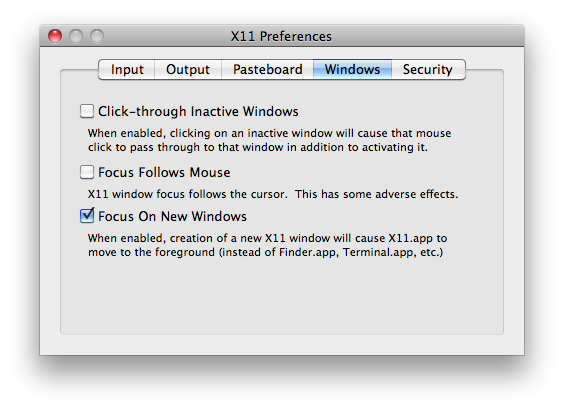 X11 Preferences
Input Output Pasteboard Windows Security
Click-through Inactive Windows
When enabled, clicking on an inactive window will cause that mouse
click to pass through to that window in addition to activating it.
Focus Follows Mouse
X11 window focus follows the cursor.  This has some adverse effects.
Focus On New Windows
When enabled, creation of a new X11 window will cause X11.app to
move to the foreground (instead of Finder.app, Terminal.app, etc.)